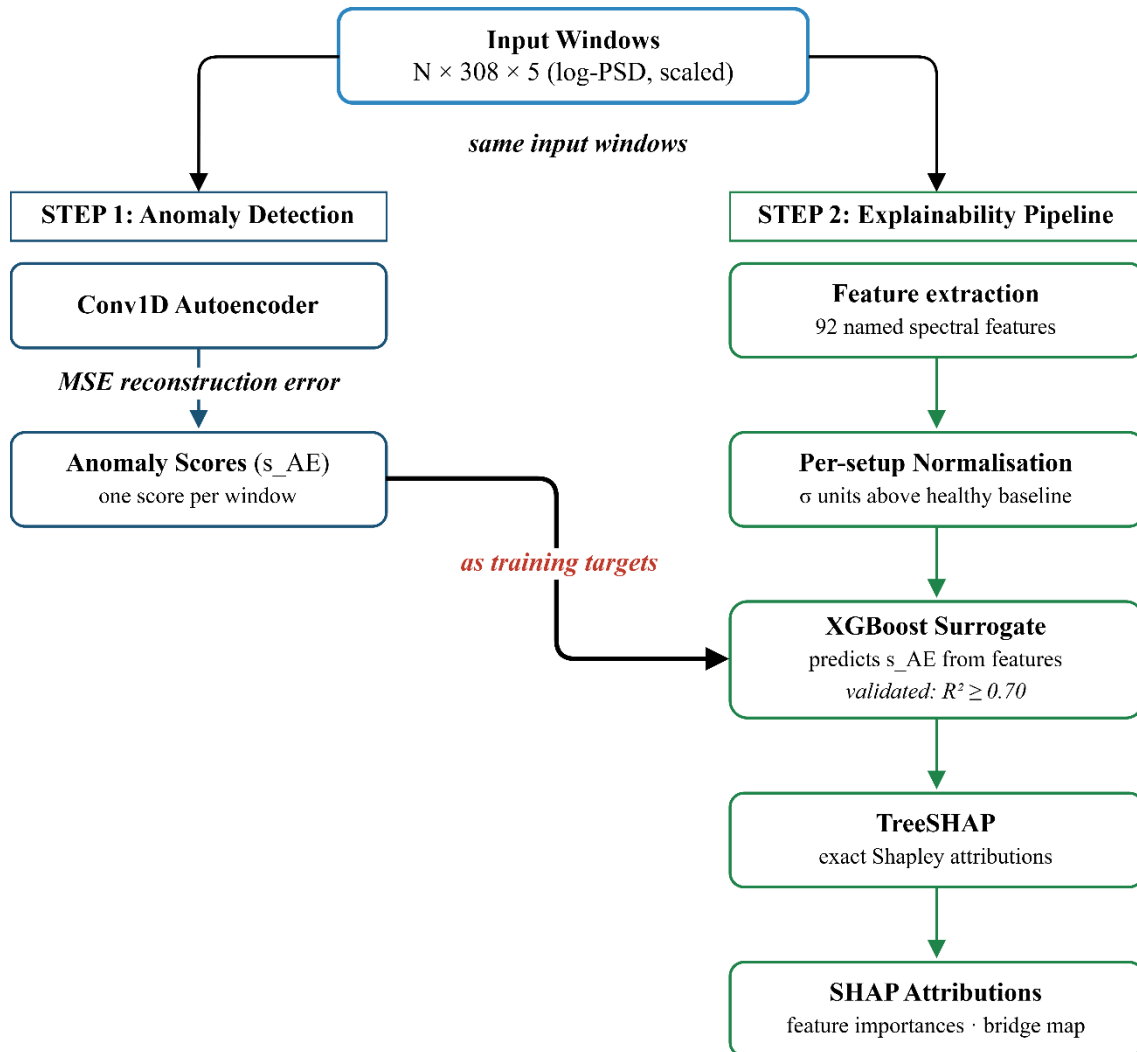 Input Windows
N × 308 × 5 (log-PSD, scaled)
same input windows
STEP 1: Anomaly Detection
Conv1D Autoencoder
MSE reconstruction error
Anomaly Scores (s_AE)
one score per window
as training targets
STEP 2: Explainability Pipeline
Feature extraction
92 named spectral features
Per-setup Normalisation
σ units above healthy baseline
XGBoost Surrogate
predicts s_AE from features
validated: R² ≥ 0.70
TreeSHAP
exact Shapley attributions
SHAP Attributions
feature importances · bridge map